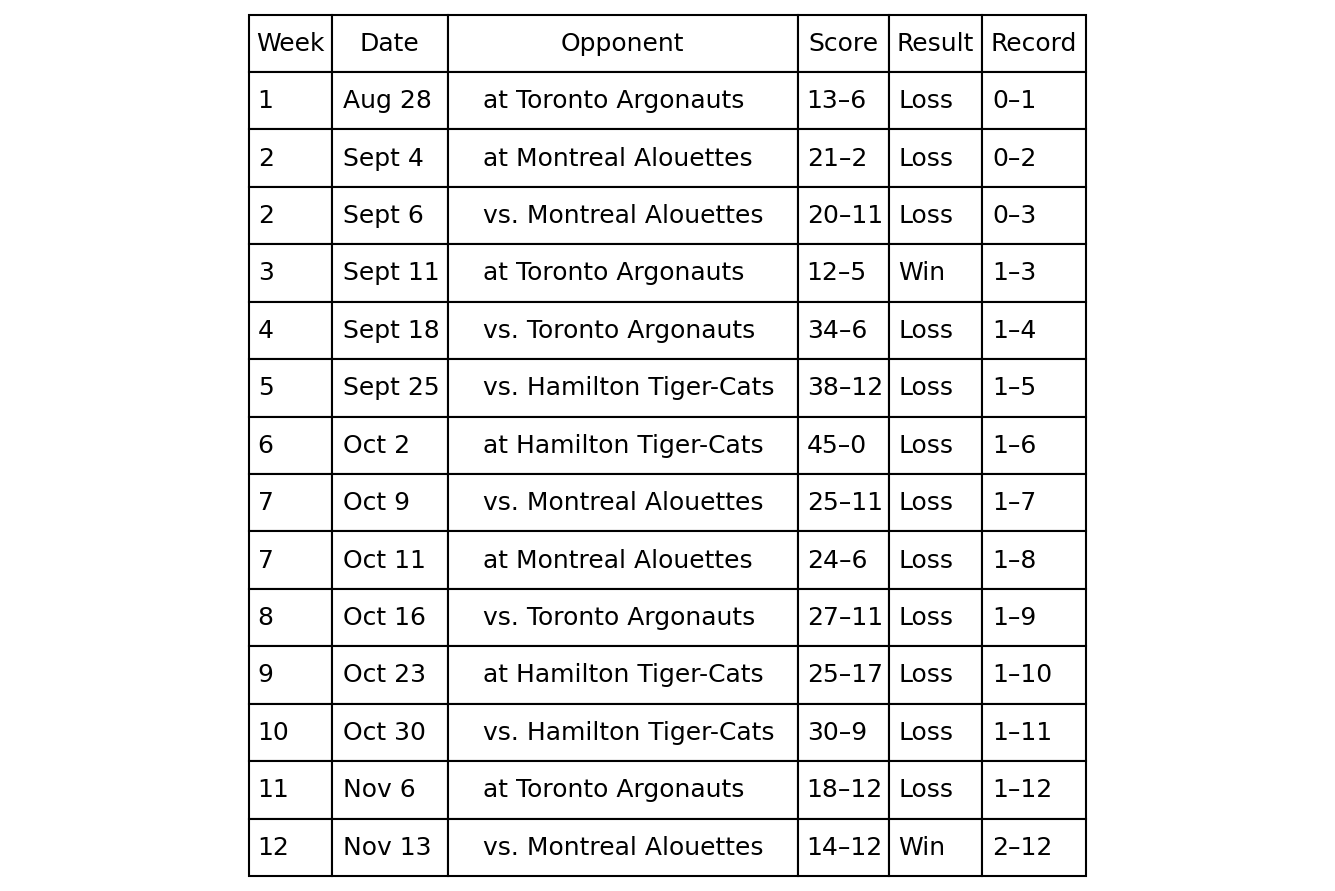 Week Date Opponent Score Result Record
1 Aug 28 at Toronto Argonauts 13–6 Loss 0–1
2 Sept 4 at Montreal Alouettes 21–2 Loss 0–2
2 Sept 6 vs. Montreal Alouettes 20–11 Loss 0–3
3 Sept 11 at Toronto Argonauts 12–5 Win 1–3
4 Sept 18 vs. Toronto Argonauts 34–6 Loss 1–4
5 Sept 25 vs. Hamilton Tiger-Cats 38–12 Loss 1–5
6 Oct 2 at Hamilton Tiger-Cats 45–0 Loss 1–6
7 Oct 9 vs. Montreal Alouettes 25–11 Loss 1–7
7 Oct 11 at Montreal Alouettes 24–6 Loss 1–8
8 Oct 16 vs. Toronto Argonauts 27–11 Loss 1–9
9 Oct 23 at Hamilton Tiger-Cats 25–17 Loss 1–10
10 Oct 30 vs. Hamilton Tiger-Cats 30–9 Loss 1–11
11 Nov 6 at Toronto Argonauts 18–12 Loss 1–12
12 Nov 13 vs. Montreal Alouettes 14–12 Win 2–12